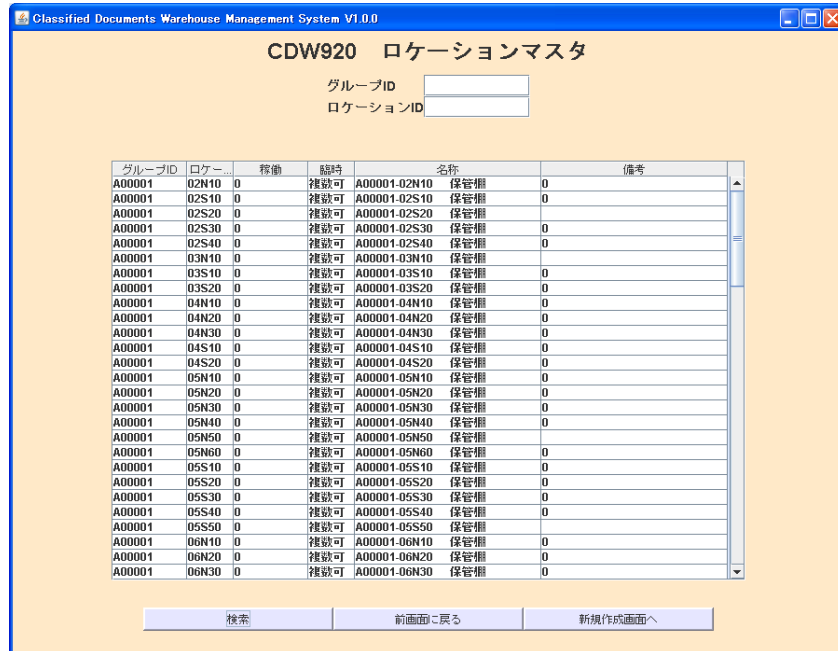 Classified Documents Warehouse Management System V1.0.0
CDW920 ロケーションマスタ
グループID
ロケーションID
グループID ロケー... 稼働 臨時 名称 備考
A00001 02N10 0 複数可 A00001-02N10 保管棚 0
A00001 02S10 0 複数可 A00001-02S10 保管棚 0
A00001 02S20 0 複数可 A00001-02S20 保管棚
A00001 02S30 0 複数可 A00001-02S30 保管棚 0
A00001 02S40 0 複数可 A00001-02S40 保管棚 0
A00001 03N10 0 複数可 A00001-03N10 保管棚
A00001 03S10 0 複数可 A00001-03S10 保管棚 0
A00001 03S20 0 複数可 A00001-03S20 保管棚 0
A00001 04N10 0 複数可 A00001-04N10 保管棚 0
A00001 04N20 0 複数可 A00001-04N20 保管棚 0
A00001 04N30 0 複数可 A00001-04N30 保管棚 0
A00001 04S10 0 複数可 A00001-04S10 保管棚 0
A00001 04S20 0 複数可 A00001-04S20 保管棚 0
A00001 05N10 0 複数可 A00001-05N10 保管棚 0
A00001 05N20 0 複数可 A00001-05N20 保管棚 0
A00001 05N30 0 複数可 A00001-05N30 保管棚 0
A00001 05N40 0 複数可 A00001-05N40 保管棚 0
A00001 05N50 0 複数可 A00001-05N50 保管棚
A00001 05N60 0 複数可 A00001-05N60 保管棚 0
A00001 05S10 0 複数可 A00001-05S10 保管棚 0
A00001 05S20 0 複数可 A00001-05S20 保管棚 0
A00001 05S30 0 複数可 A00001-05S30 保管棚 0
A00001 05S40 0 複数可 A00001-05S40 保管棚 0
A00001 05S50 0 複数可 A00001-05S50 保管棚
A00001 06N10 0 複数可 A00001-06N10 保管棚 0
A00001 06N20 0 複数可 A00001-06N20 保管棚 0
A00001 06N30 0 複数可 A00001-06N30 保管棚 0
検索 前画面に戻る 新規作成画面へ